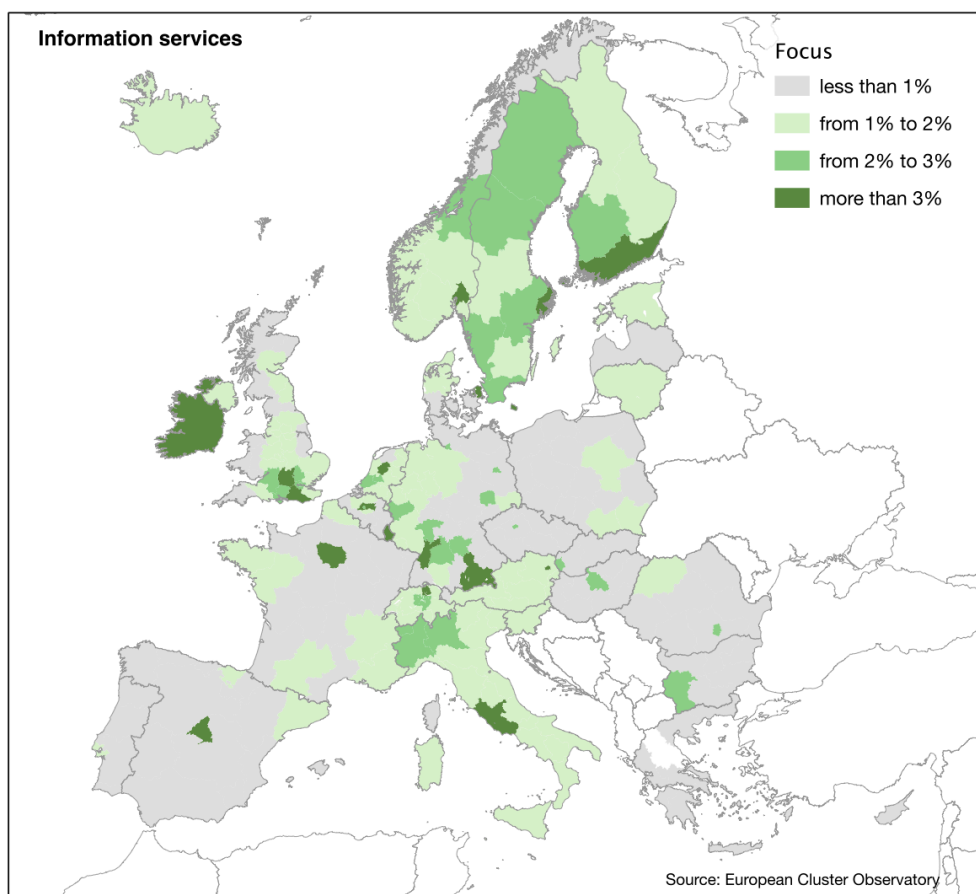 Information services
Focus
less than 1%
from 1% to 2%
from 2% to 3%
more than 3%
Source: European Cluster Observatory